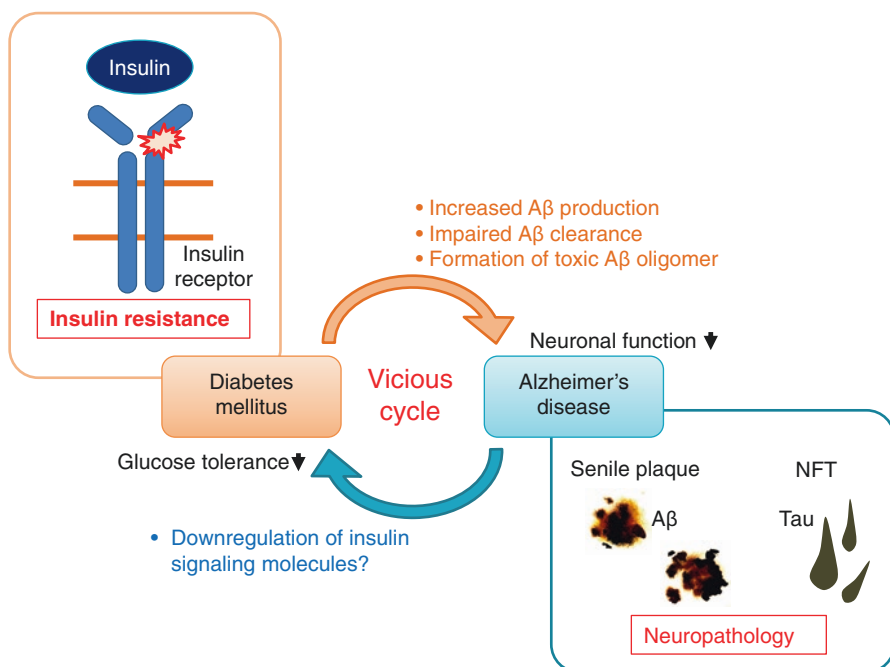 Insulin
Insulin
receptor
Insulin resistance
• Increased Aβ production
• Impaired Aβ clearance
• Formation of toxic Aβ oligomer
Neuronal function
Diabetes
mellitus
Vicious
cycle
Alzheimer's
disease
Glucose tolerance
• Downregulation of insulin
signaling molecules?
Senile plaque
NFT
Aβ
Tau
Neuropathology